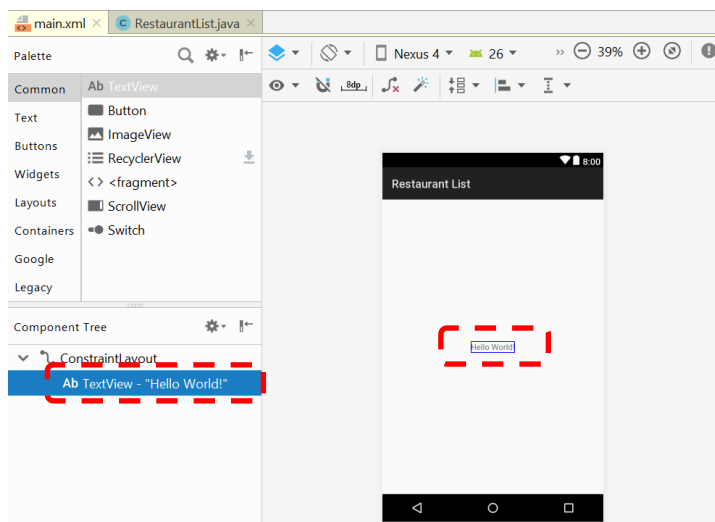 main.xml × C RestaurantList.java ×
Palette
Nexus 4 26 39%
Common
Text
Buttons
Widgets
Layouts
Containers
Google
Legacy
Ab TextView
Button
ImageView
RecyclerView
<fragment>
ScrollView
Switch
8dp
8:00
Restaurant List
Hello World!
Component Tree
ConstraintLayout
Ab TextView - "Hello World!"